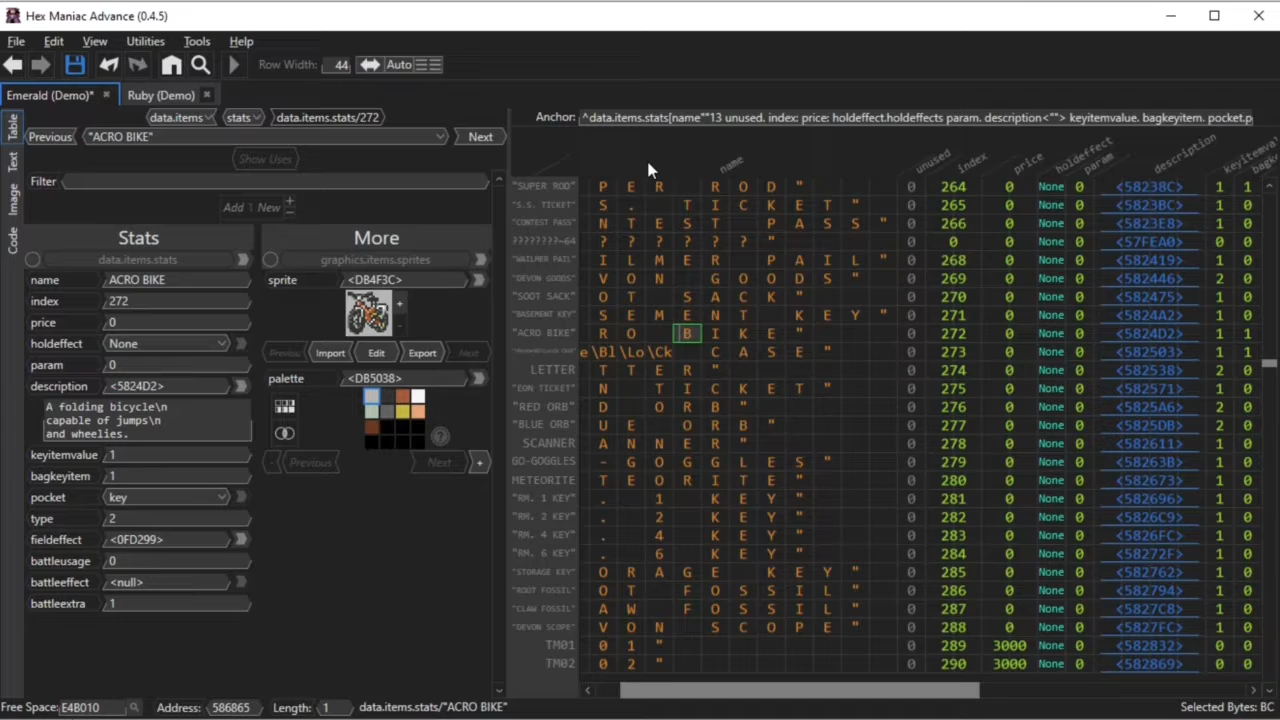 Hex Maniac Advance (0.4.5)
File Edit View Utilities Tools Help
Row Width: 44 Auto
Emerald (Demo)* Ruby (Demo)
data.items stats data.items.stats/272
Anchor: ^data.items.stats[name""13 unused. index: price: holdeffect.holdeffects param. description<""> keyitemvalue. bagkeyitem. pocket.p
Table Text Image Code
Previous "ACRO BIKE" Next
Show Uses
Filter
Add 1 New
Stats
data.items.stats
name ACRO BIKE
index 272
price 0
holdeffect None
param 0
description <5824D2>
A folding bicycle\n
capable of jumps\n
and wheelies.
keyitemvalue 1
bagkeyitem 1
pocket key
type 2
fieldeffect <0FD299>
battleusage 0
battleeffect <null>
battleextra 1
More
graphics.items.sprites
sprite <DB4F3C>
+
-
Previous Import Edit Export Next
palette <DB5038>
?
- Previous Next +
name unused index price holdeffect param description keyitemva bagk
"SUPER ROD" P E R R O D " 0 264 0 None 0 <58238C> 1 1
"S.S. TICKET" S . T I C K E T " 0 265 0 None 0 <5823BC> 1 1
"CONTEST PASS" N T E S T P A S S " 0 266 0 None 0 <5823E8> 1 1
????????~64 ? ? ? ? ? ? " 0 0 0 None 0 <57FEA0> 0 0
"WAILMER PAIL" I L M E R P A I L " 0 268 0 None 0 <582419> 1 1
"DEVON GOODS" V O N G O O D S " 0 269 0 None 0 <582446> 2 0
"SOOT SACK" O T S A C K " 0 270 0 None 0 <582475> 1 0
"BASEMENT KEY" S E M E N T K E Y " 0 271 0 None 0 <5824A2> 1 0
"ACRO BIKE" R O B I K E " 0 272 0 None 0 <5824D2> 1 1
e\Bl\Lo\Ck C A S E " 0 273 0 None 0 <582503> 1 1
LETTER T T E R " 0 274 0 None 0 <582538> 2 0
"EON TICKET" N T I C K E T " 0 275 0 None 0 <582571> 1 0
"RED ORB" D O R B " 0 276 0 None 0 <5825A6> 2 0
"BLUE ORB" U E O R B " 0 277 0 None 0 <5825DB> 2 0
SCANNER A N N E R " 0 278 0 None 0 <582611> 1 0
GO-GOGGLES - G O G G L E S " 0 279 0 None 0 <58263B> 1 0
METEORITE T E O R I T E " 0 280 0 None 0 <582673> 1 0
"RM. 1 KEY" . 1 K E Y " 0 281 0 None 0 <582696> 1 0
"RM. 2 KEY" . 2 K E Y " 0 282 0 None 0 <5826C9> 1 0
"RM. 4 KEY" . 4 K E Y " 0 283 0 None 0 <5826FC> 1 0
"RM. 6 KEY" . 6 K E Y " 0 284 0 None 0 <58272F> 1 0
"STORAGE KEY" O R A G E K E Y " 0 285 0 None 0 <582762> 1 0
"ROOT FOSSIL" O T F O S S I L " 0 286 0 None 0 <582794> 1 0
"CLAW FOSSIL" A W F O S S I L " 0 287 0 None 0 <5827C8> 1 0
"DEVON SCOPE" V O N S C O P E " 0 288 0 None 0 <5827FC> 1 0
TM01 0 1 " 0 289 3000 None 0 <582832> 0 0
TM02 0 2 " 0 290 3000 None 0 <582869> 0 0
Free Space: E4B010 Address: 586865 Length: 1 data.items.stats/"ACRO BIKE" Selected Bytes: BC